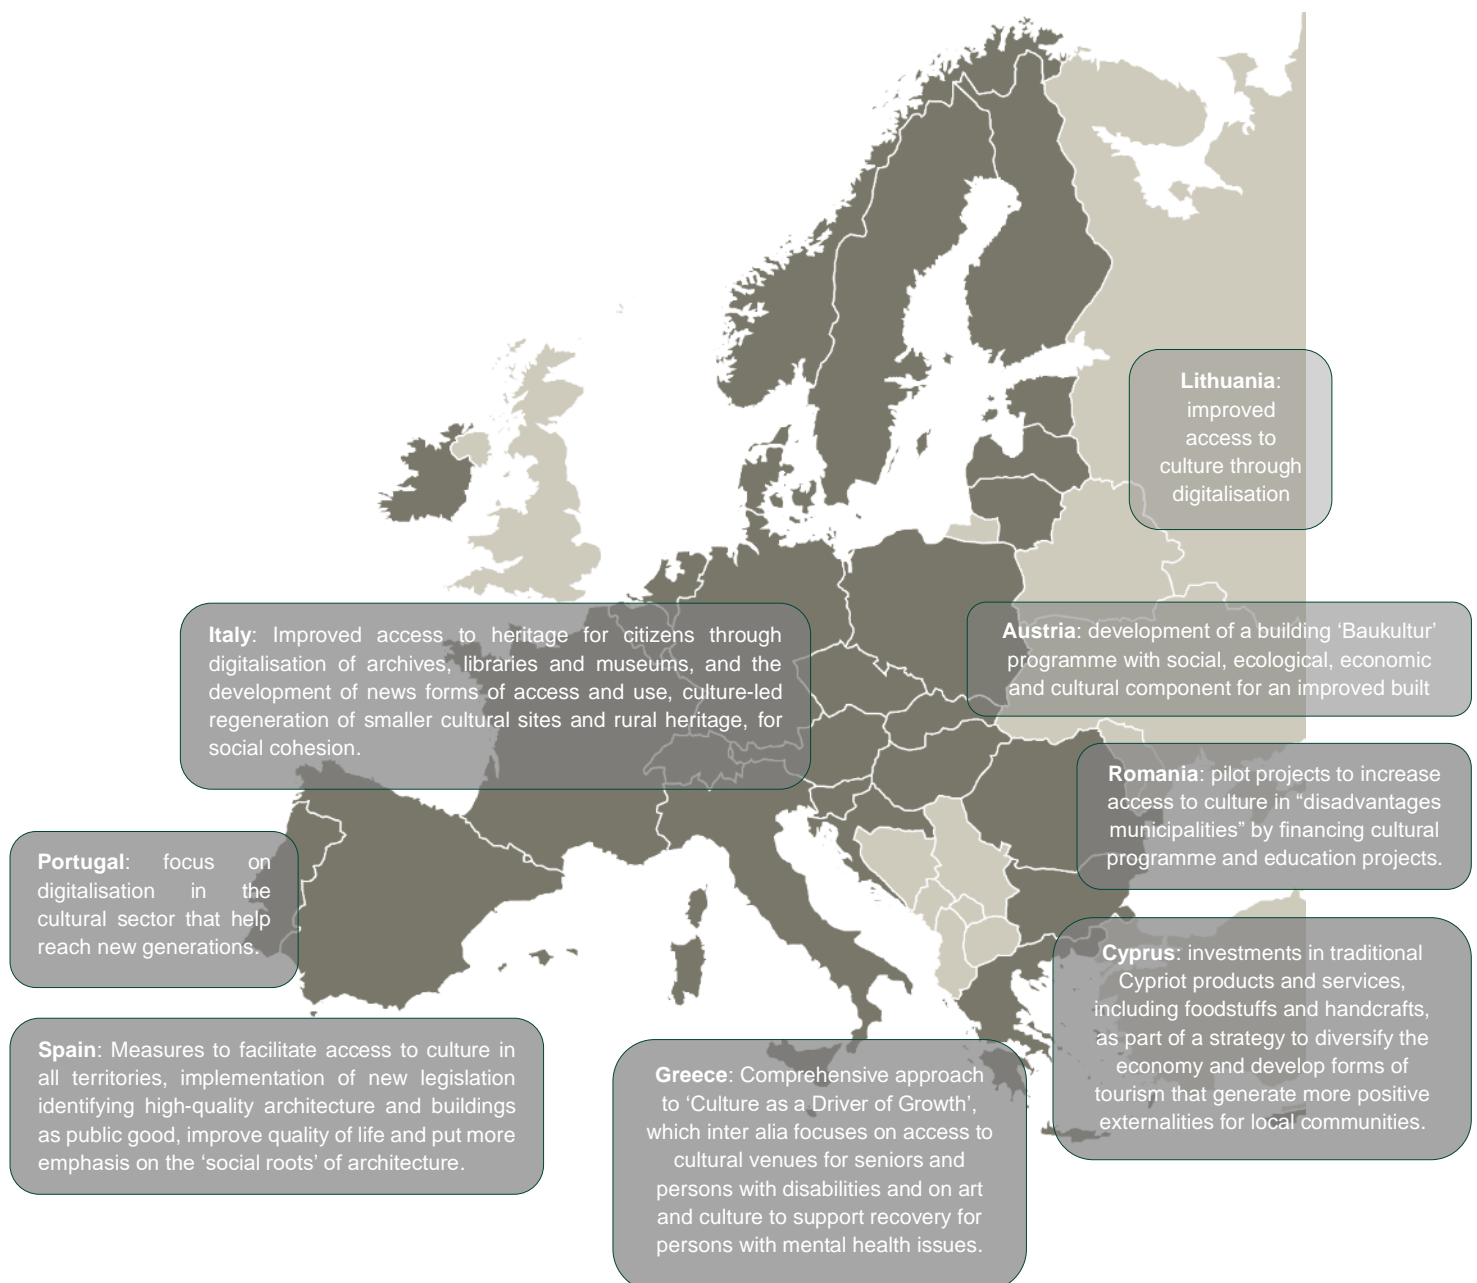 Lithuania:
improved
access to
culture through
digitalisation
Italy: Improved access to heritage for citizens through
digitalisation of archives, libraries and museums, and the
development of news forms of access and use, culture-led
regeneration of smaller cultural sites and rural heritage, for
social cohesion.
Austria: development of a building ‘Baukultur’
programme with social, ecological, economic
and cultural component for an improved built
Romania: pilot projects to increase
access to culture in “disadvantages
municipalities” by financing cultural
programme and education projects.
Portugal: focus on
digitalisation in the
cultural sector that help
reach new generations.
Cyprus: investments in traditional
Cypriot products and services,
including foodstuffs and handcrafts,
as part of a strategy to diversify the
economy and develop forms of
tourism that generate more positive
externalities for local communities.
Spain: Measures to facilitate access to culture in
all territories, implementation of new legislation
identifying high-quality architecture and buildings
as public good, improve quality of life and put more
emphasis on the ‘social roots’ of architecture.
Greece: Comprehensive approach
to ‘Culture as a Driver of Growth’,
which inter alia focuses on access to
cultural venues for seniors and
persons with disabilities and on art
and culture to support recovery for
persons with mental health issues.